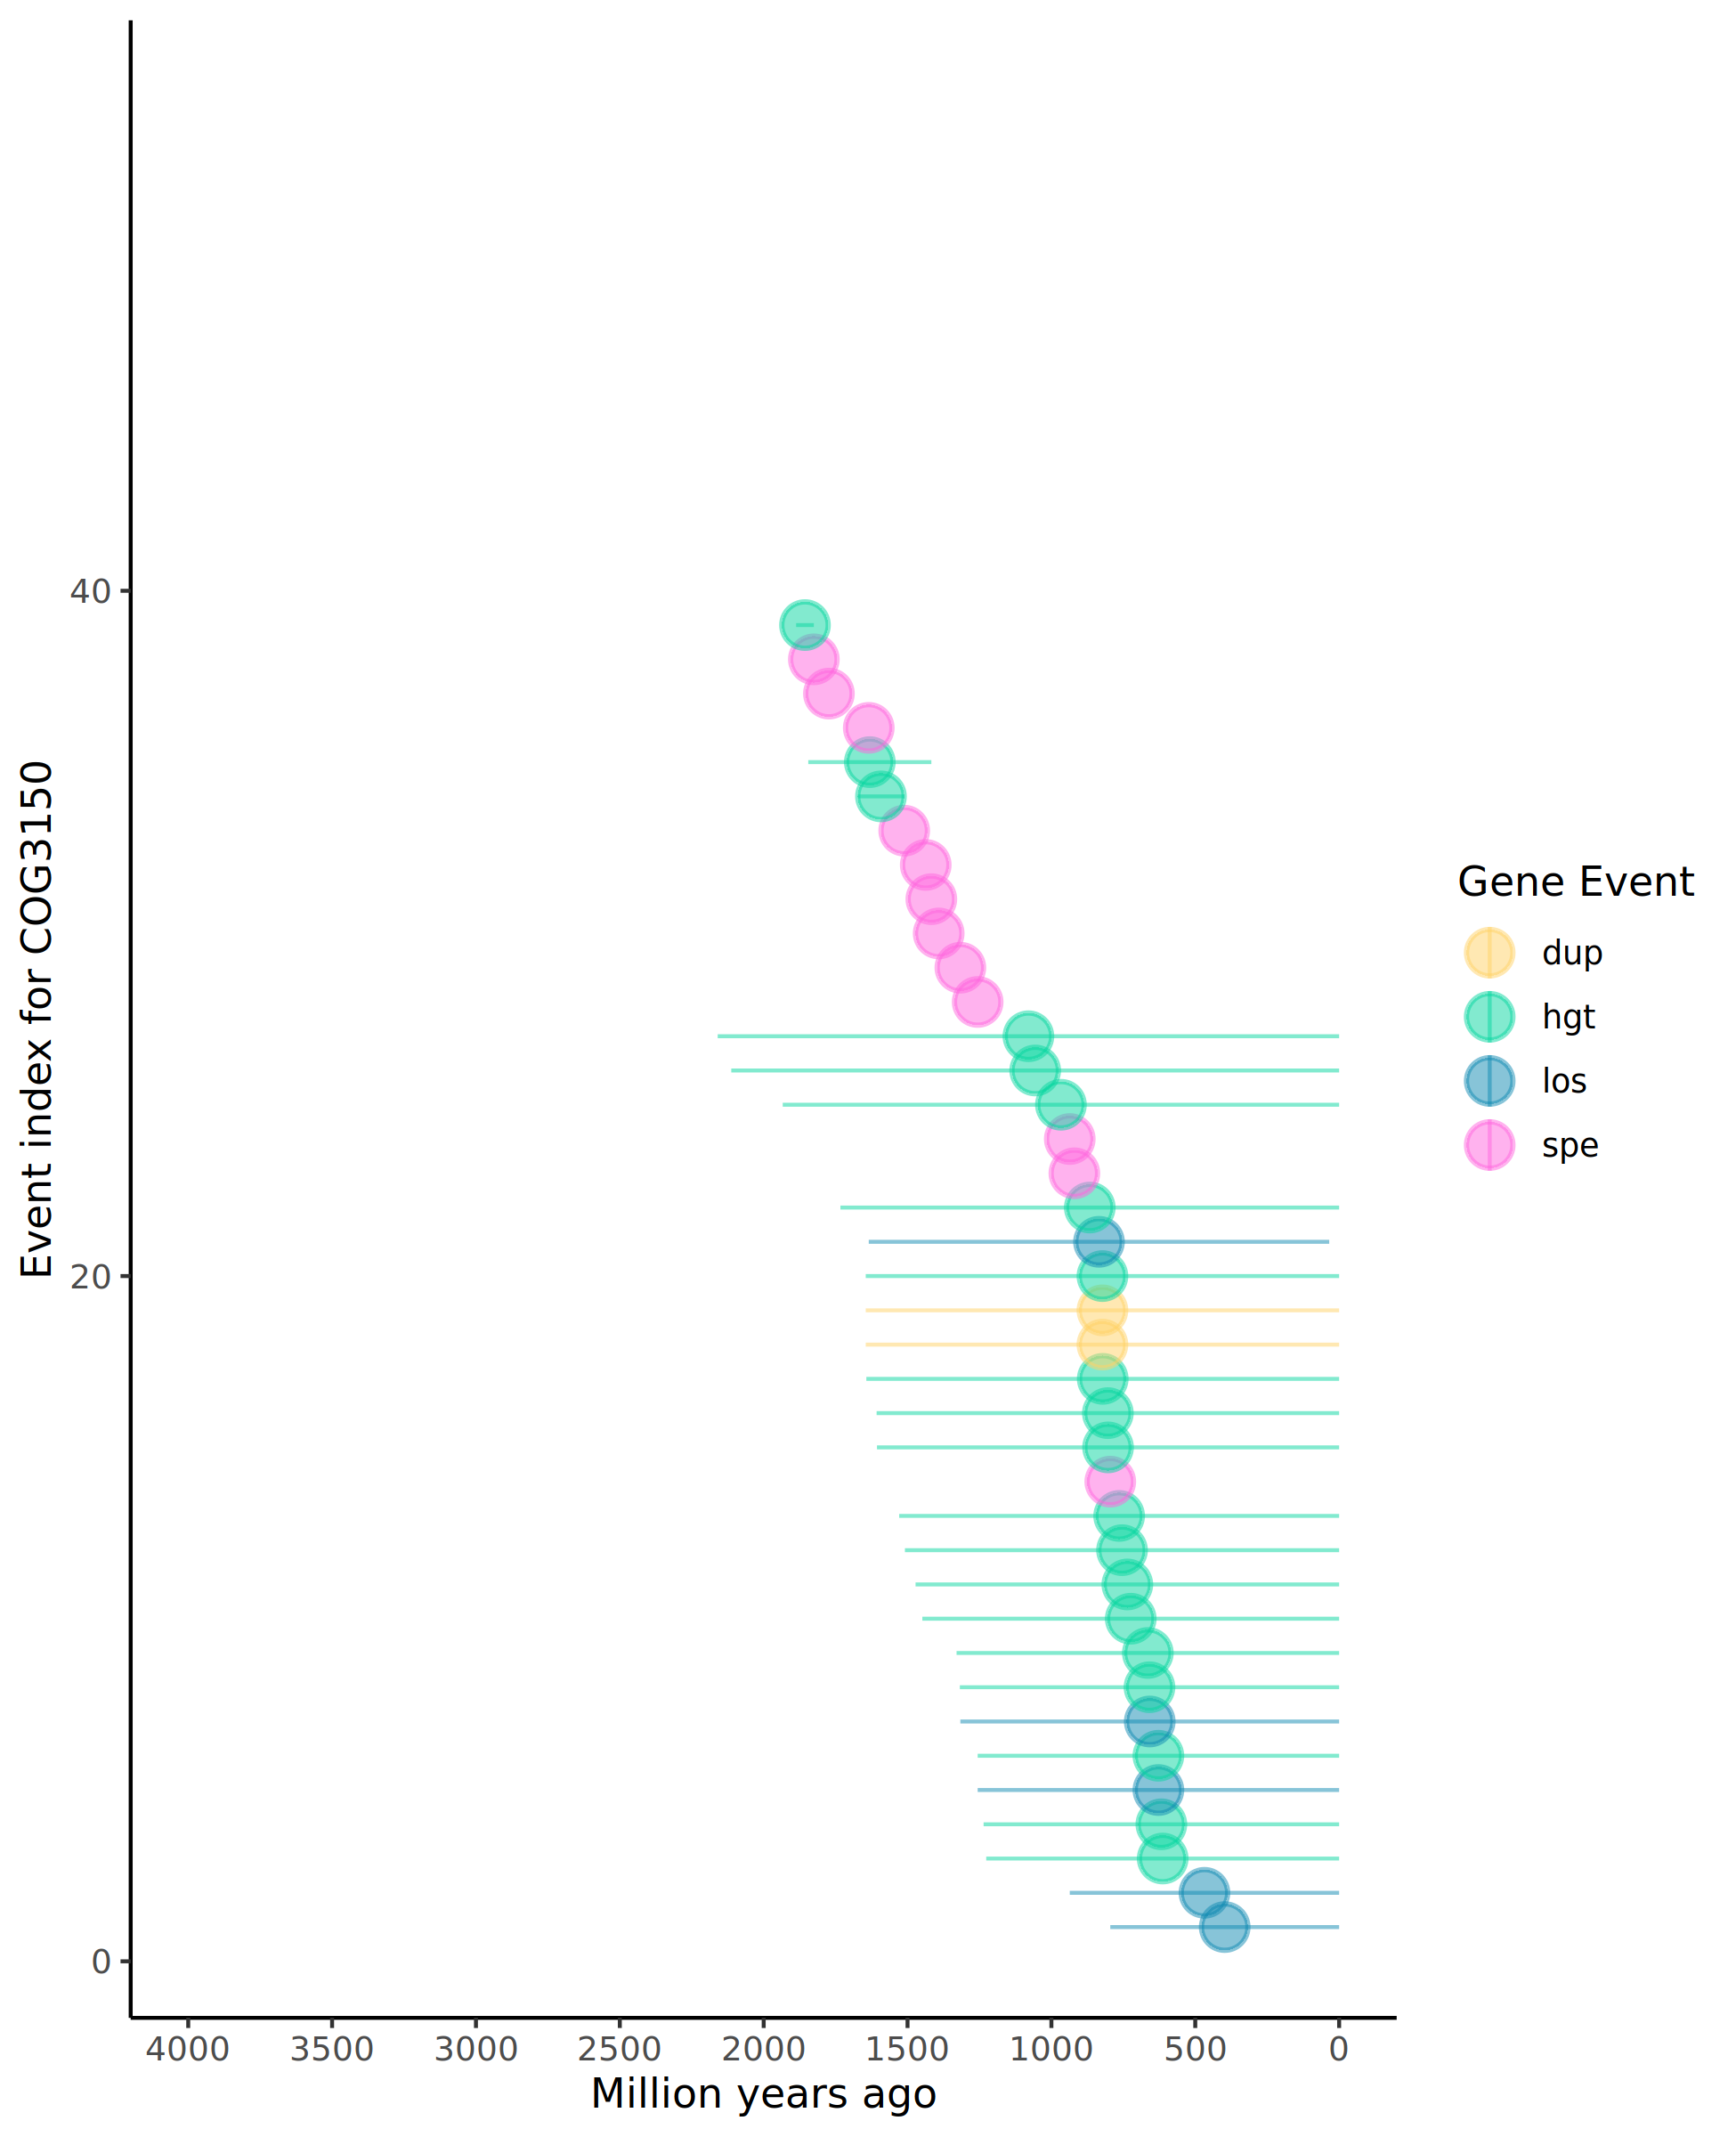 Event index for COG3150
40
20
0
4000 3500 3000 2500 2000 1500 1000 500 0
Million years ago
Gene Event
dup
hgt
los
spe